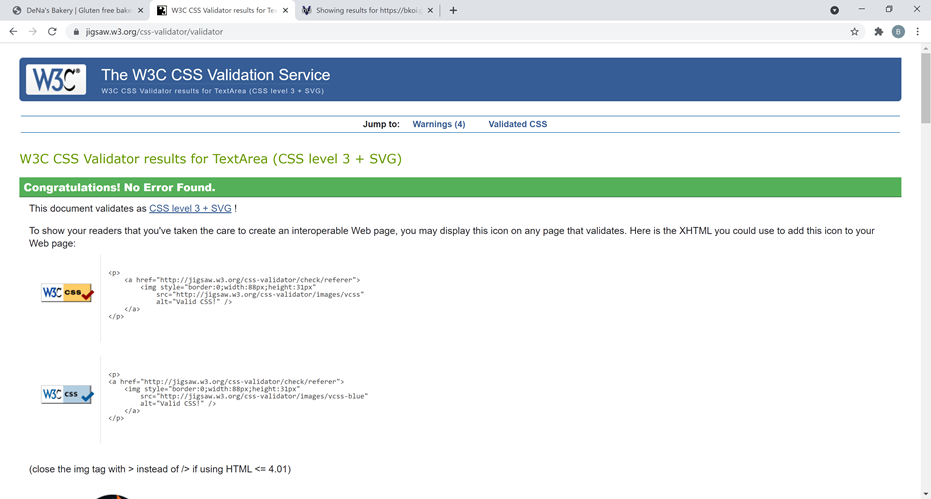 DeNa's Bakery | Gluten free bake
W3C CSS Validator results for Tex
Showing results for https://bkoi.g
jigsaw.w3.org/css-validator/validator
B
W3C®
The W3C CSS Validation Service
W3C CSS Validator results for TextArea (CSS level 3 + SVG)
Jump to: Warnings (4) Validated CSS
W3C CSS Validator results for TextArea (CSS level 3 + SVG)
Congratulations! No Error Found.
This document validates as CSS level 3 + SVG !
To show your readers that you've taken the care to create an interoperable Web page, you may display this icon on any page that validates. Here is the XHTML you could use to add this icon to your
Web page:
W3C css
<p>
<a href="http://jigsaw.w3.org/css-validator/check/referer">
<img style="border:0;width:88px;height:31px"
src="http://jigsaw.w3.org/css-validator/images/vcss"
alt="Valid CSS!" />
</a>
</p>
W3C css
<p>
<a href="http://jigsaw.w3.org/css-validator/check/referer">
<img style="border:0;width:88px;height:31px"
src="http://jigsaw.w3.org/css-validator/images/vcss-blue"
alt="Valid CSS!" />
</a>
</p>
(close the img tag with > instead of /> if using HTML <= 4.01)